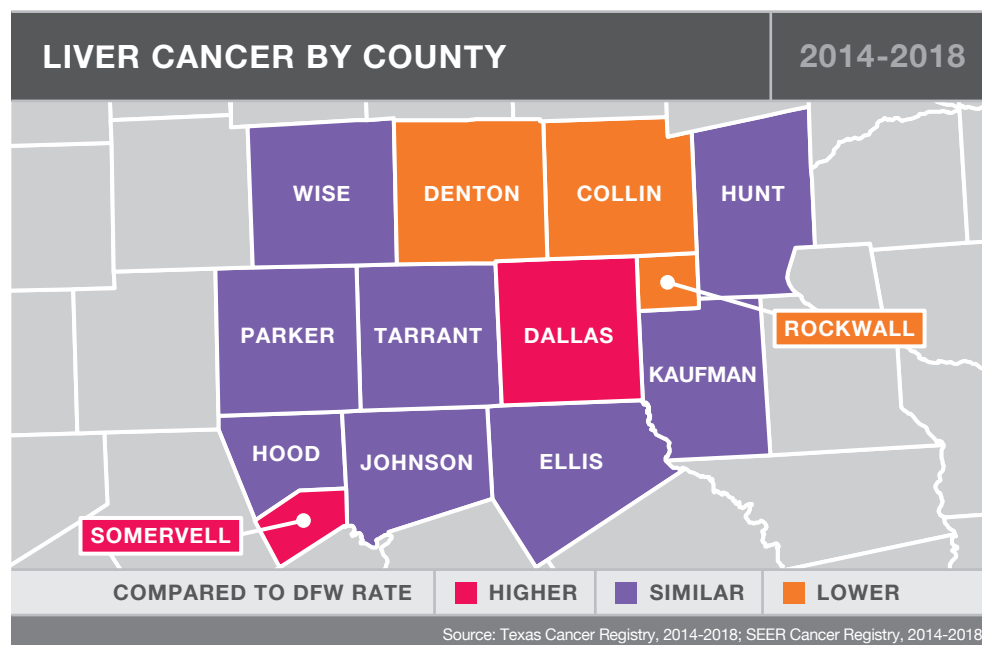 LIVER CANCER BY COUNTY
2014-2018
WISE
DENTON
COLLIN
HUNT
PARKER
TARRANT
DALLAS
ROCKWALL
KAUFMAN
HOOD
JOHNSON
ELLIS
SOMERVELL
COMPARED TO DFW RATE
HIGHER
SIMILAR
LOWER
Source: Texas Cancer Registry, 2014-2018; SEER Cancer Registry, 2014-2018